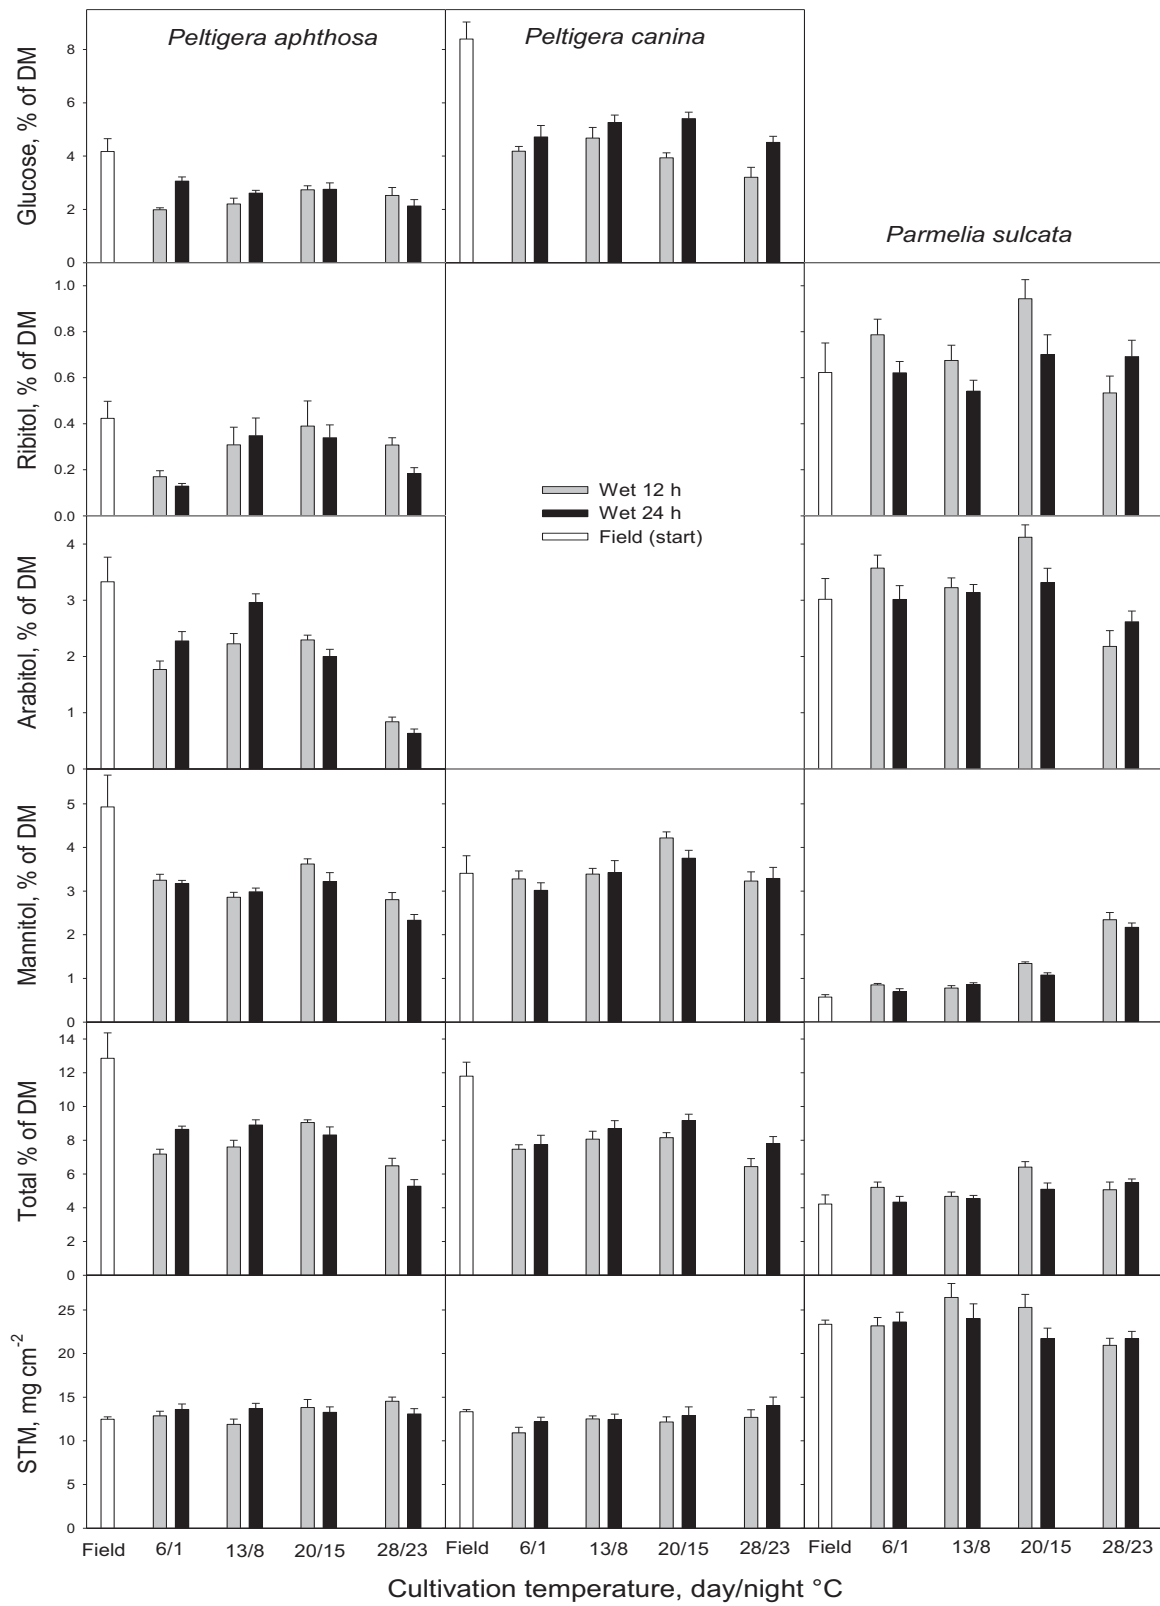 Peltigera aphthosa
Peltigera canina
Parmelia sulcata
Glucose, % of DM
8
6
4
2
0
Ribitol, % of DM
1.0
0.8
0.6
0.4
0.2
0.0
Wet 12 h
Wet 24 h
Field (start)
Arabitol, % of DM
4
3
2
1
0
Mannitol, % of DM
5
4
3
2
1
0
Total % of DM
14
12
10
8
6
4
2
0
STM, mg cm-2
25
20
15
10
5
0
Field 6/1 13/8 20/15 28/23 Field 6/1 13/8 20/15 28/23 Field 6/1 13/8 20/15 28/23
Cultivation temperature, day/night °C